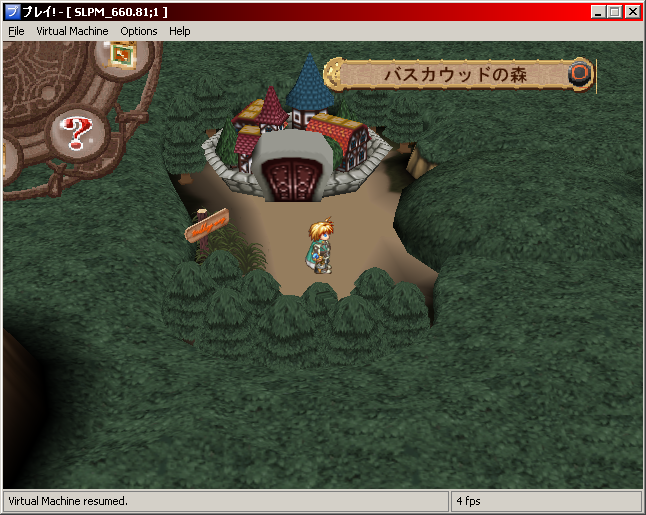 プレイ! - [ SLPM_660.81;1 ]
File Virtual Machine Options Help
バスカウッドの森
?
Virtual Machine resumed.
4 fps